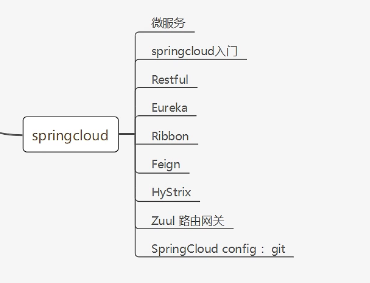 微服务
springcloud入门
Restful
Eureka
springcloud
Ribbon
Feign
HyStrix
Zuul 路由网关
SpringCloud config： git